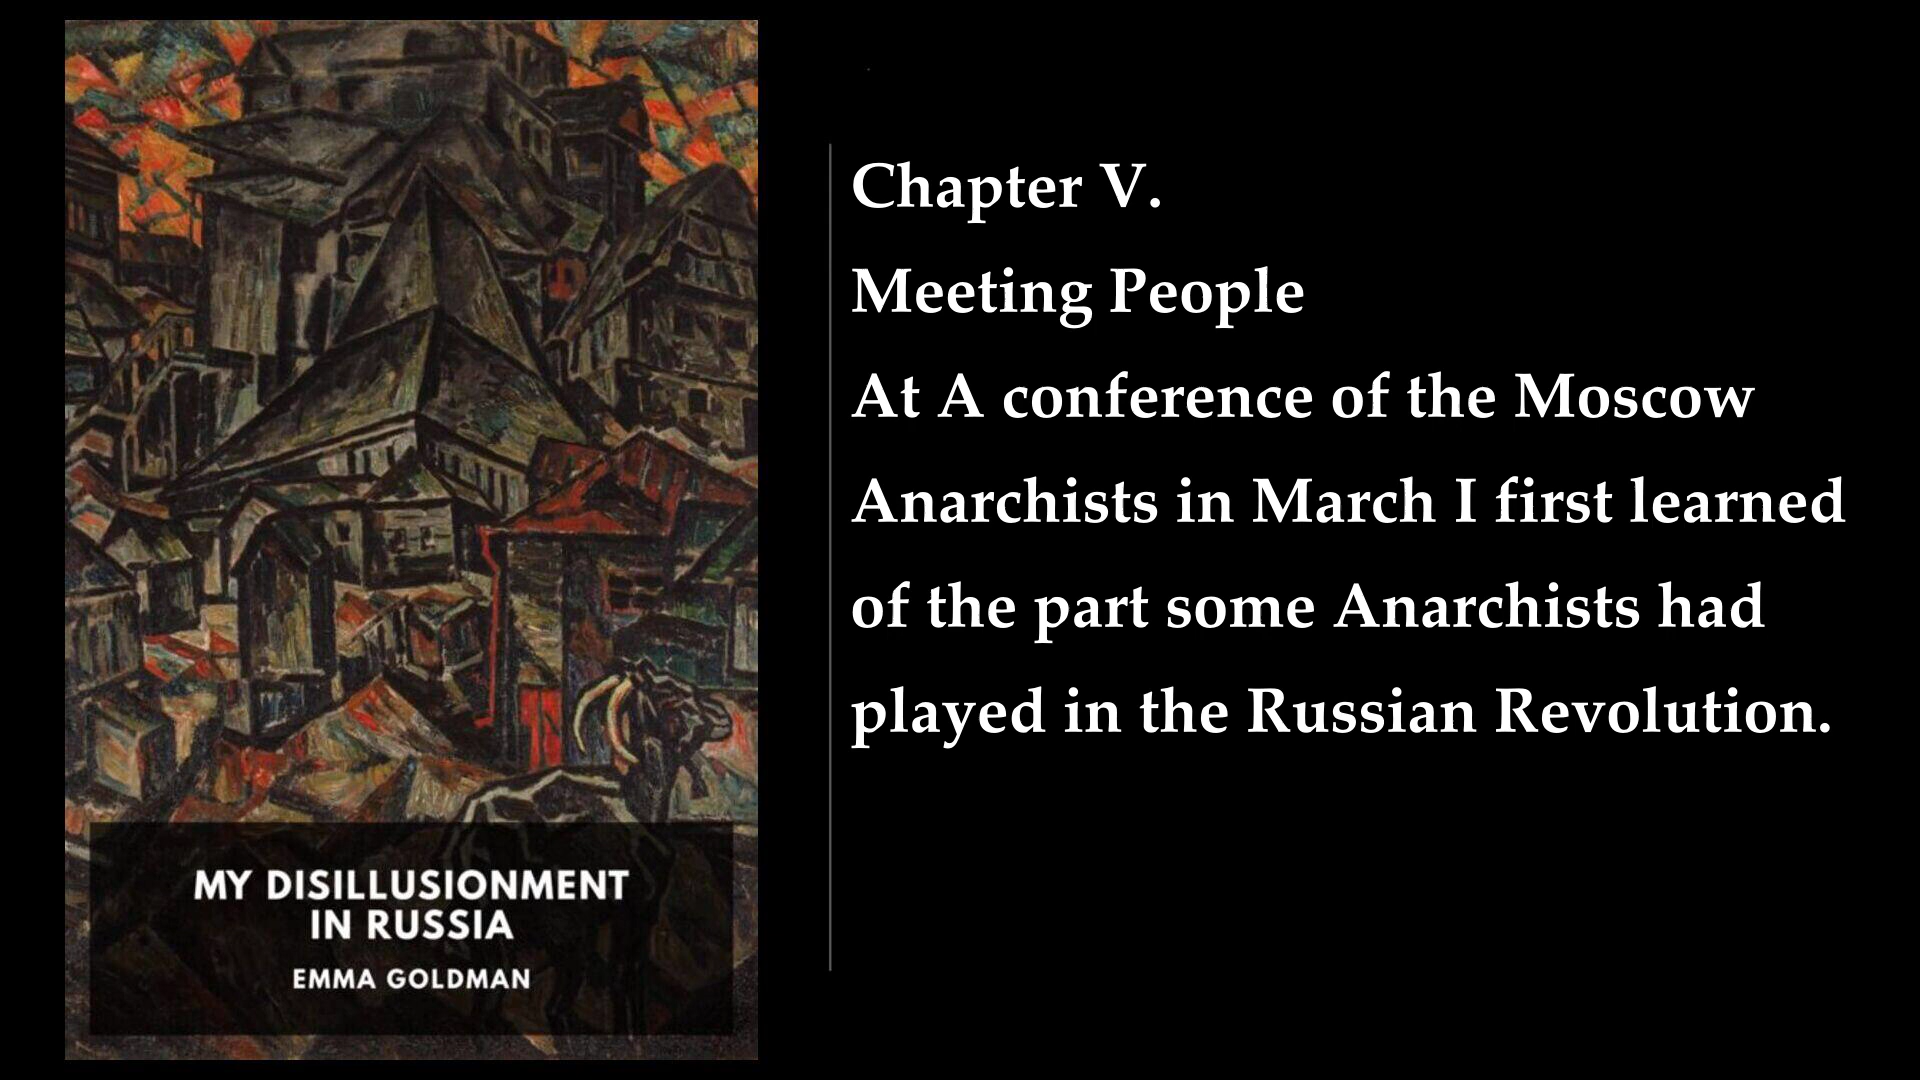 MY DISILLUSIONMENT
IN RUSSIA
EMMA GOLDMAN
Chapter V.
Meeting People
At A conference of the Moscow
Anarchists in March I first learned
of the part some Anarchists had
played in the Russian Revolution.